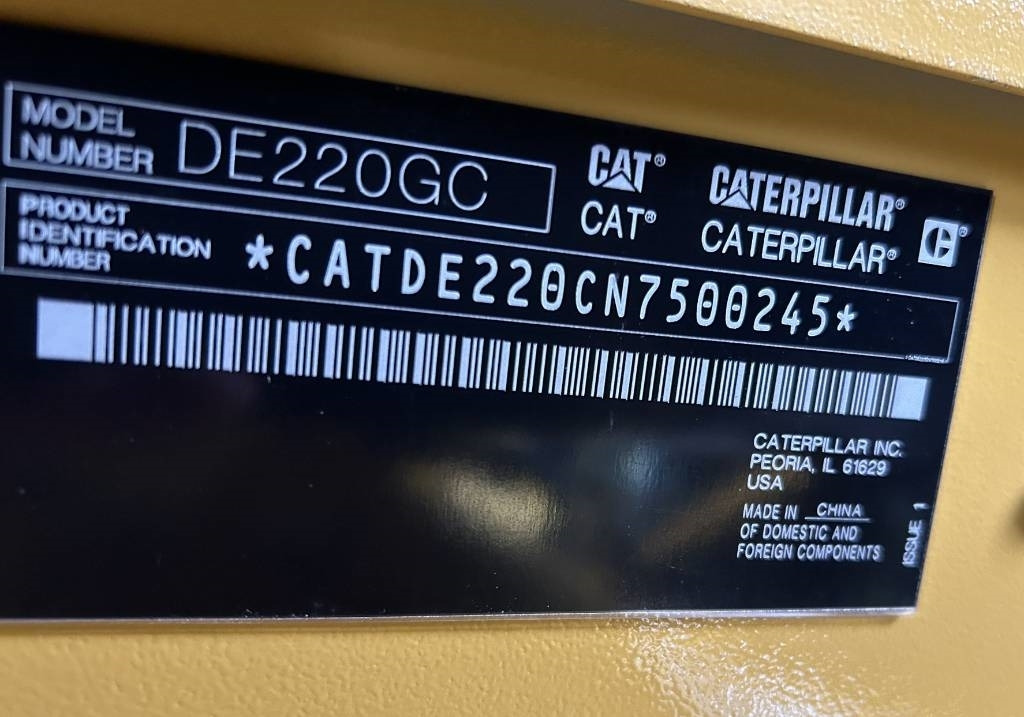 MODEL
NUMBER
DE220GC
CAT®
CAT®
CATERPILLAR®
CATERPILLAR®
C®
PRODUCT
IDENTIFICATION
NUMBER
*CATDE220CN7500245*
CATERPILLAR INC.
PEORIA, IL 61629
USA
MADE IN CHINA
OF DOMESTIC AND
FOREIGN COMPONENTS
ISSUE 1